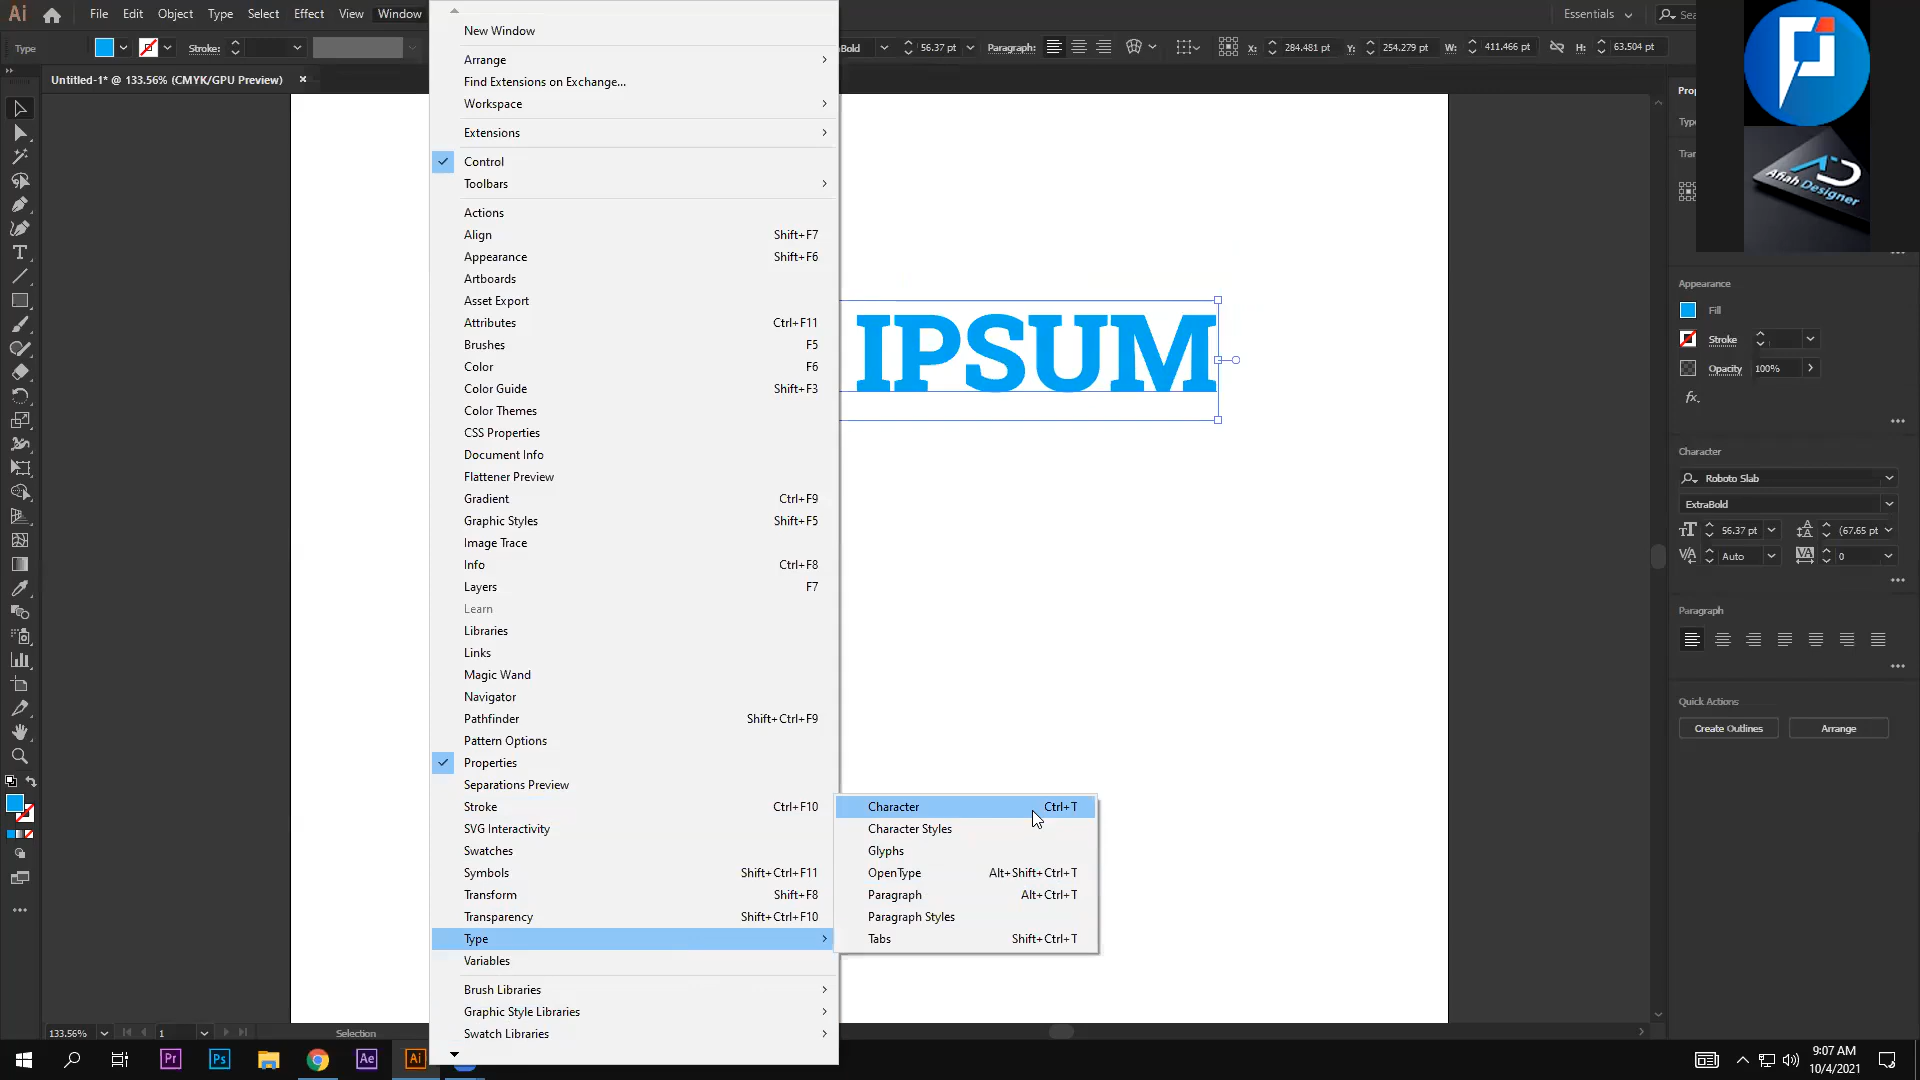 Ai File Edit Object Type Select Effect View Window Essentials
Type Stroke: 56.37 pt Paragraph: X: 284.481 pt Y: 254.279 pt W: 411.466 pt H: 63.504 pt
Untitled-1* @ 133.56% (CMYK/GPU Preview) ×
New Window
Arrange
Find Extensions on Exchange...
Workspace
Extensions
Control
Toolbars
Actions
Align Shift+F7
Appearance Shift+F6
Artboards
Asset Export
Attributes Ctrl+F11
Brushes F5
Color F6
Color Guide Shift+F3
Color Themes
CSS Properties
Document Info
Flattener Preview
Gradient Ctrl+F9
Graphic Styles Shift+F5
Image Trace
Info Ctrl+F8
Layers F7
Learn
Libraries
Links
Magic Wand
Navigator
Pathfinder Shift+Ctrl+F9
Pattern Options
Properties
Separations Preview
Stroke Ctrl+F10
SVG Interactivity
Swatches
Symbols Shift+Ctrl+F11
Transform Shift+F8
Transparency Shift+Ctrl+F10
Type
Variables
Brush Libraries
Graphic Style Libraries
Swatch Libraries
Character Ctrl+T
Character Styles
Glyphs
OpenType Alt+Shift+Ctrl+T
Paragraph Alt+Ctrl+T
Paragraph Styles
Tabs Shift+Ctrl+T
IPSUM
Afiah Designer
Appearance
Fill
Stroke
Opacity 100%
fx.
Character
Roboto Slab
ExtraBold
56.37 pt (67.65 pt
Auto 0
Paragraph
Quick Actions
Create Outlines Arrange
133.56% 1 Selection
Pr Ps Ae Ai
9:07 AM
10/4/2021